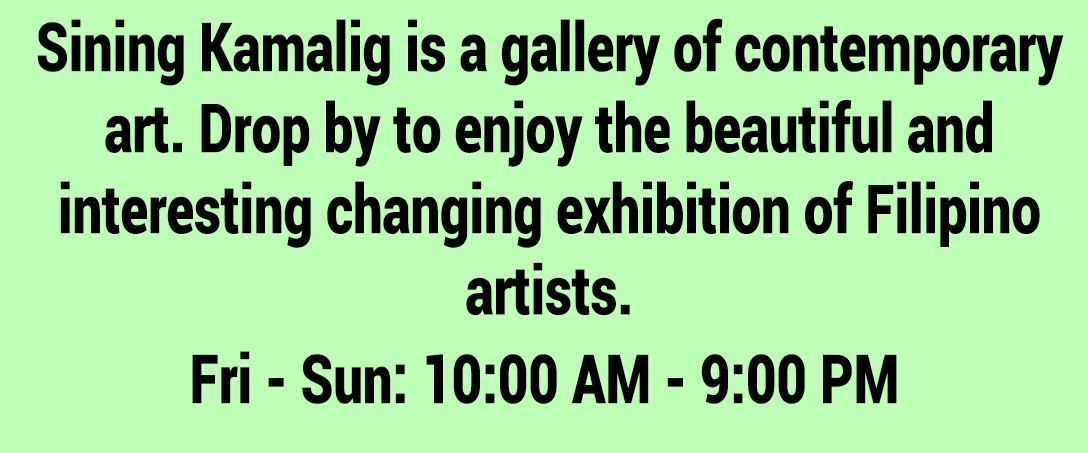 Sining Kamalig is a gallery of contemporary
art. Drop by to enjoy the beautiful and
interesting changing exhibition of Filipino
artists.
Fri - Sun: 10:00 AM - 9:00 PM